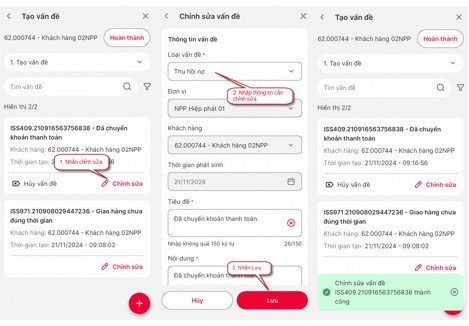 Tạo vấn đề
62.000744 - Khách hàng 02NPP
Hoàn thành
1. Tạo vấn đề
Tìm vấn đề
Hiển thị 2/2
ISS409.210916563756838 - Đã chuyển
khoản thanh toán
Khách hàng: 62.000744 - Khách hàng 02NPP
Thời gian tạo: 21/11/2024 - 09:16:56
1. Nhấn chỉnh sửa
Hủy vấn đề
Chỉnh sửa
ISS971.210908029447236 - Giao hàng chưa
đúng thời gian
Khách hàng: 62.000744 - Khách hàng 02NPP
Thời gian tạo: 21/11/2024 - 09:08:02
Chỉnh sửa
Chỉnh sửa vấn đề
Thông tin vấn đề
Loại vấn đề *
Thu hồi nợ
2. Nhập thông tin cần
chỉnh sửa
Đơn vị
NPP Hiệp phát 01
Khách hàng
62.000744 - Khách hàng 02NPP
Thời gian phát sinh
21/11/2024
Tiêu đề *
Đã chuyển khoản thanh toán
Nhập không quá 150 ký tự
26/150
Nội dung *
Đã chuyển khoản
3. Nhấn Lưu
Hủy
Lưu
Tạo vấn đề
62.000744 - Khách hàng 02NPP
Hoàn thành
1. Tạo vấn đề
Tìm vấn đề
Hiển thị 2/2
ISS409.210916563756838 - Đã chuyển
khoản thanh toán
Khách hàng: 62.000744 - Khách hàng 02NPP
Thời gian tạo: 21/11/2024 - 09:16:56
Hủy vấn đề
Chỉnh sửa
ISS971.210908029447236 - Giao hàng chưa
đúng thời gian
Khách hàng: 62.000744 - Khách hàng 02NPP
Thời gian tạo: 21/11/2024 - 09:08:02
Chỉnh sửa
Chỉnh sửa vấn đề
ISS409.210916563756838 thành
công